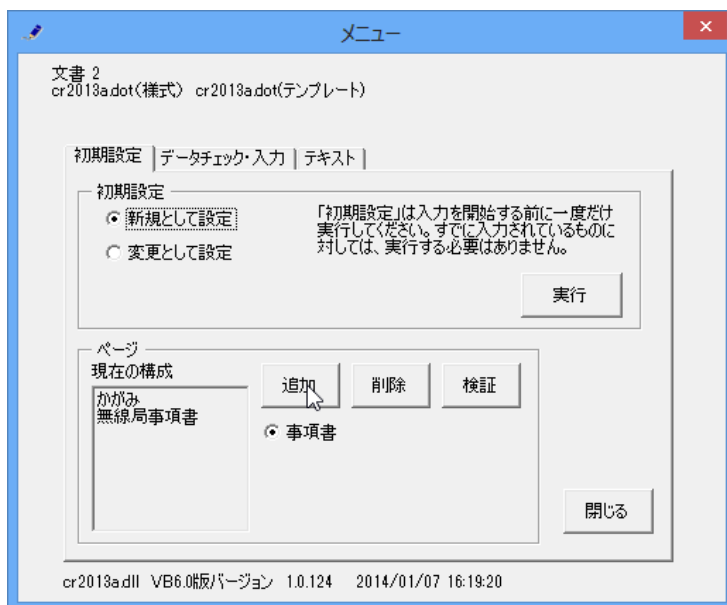 メニュー
文書 2
cr2013a.dot(様式) cr2013a.dot(テンプレート)
初期設定 データチェック・入力 テキスト
初期設定
新規として設定
変更として設定
「初期設定」は入力を開始する前に一度だけ
実行してください。すでに入力されているものに
対しては、実行する必要はありません。
実行
ページ
現在の構成
かがみ
無線局事項書
追加 削除 検証
事項書
閉じる
cr2013a.dll VB6.0版バージョン 1.0.124 2014/01/07 16:19:20